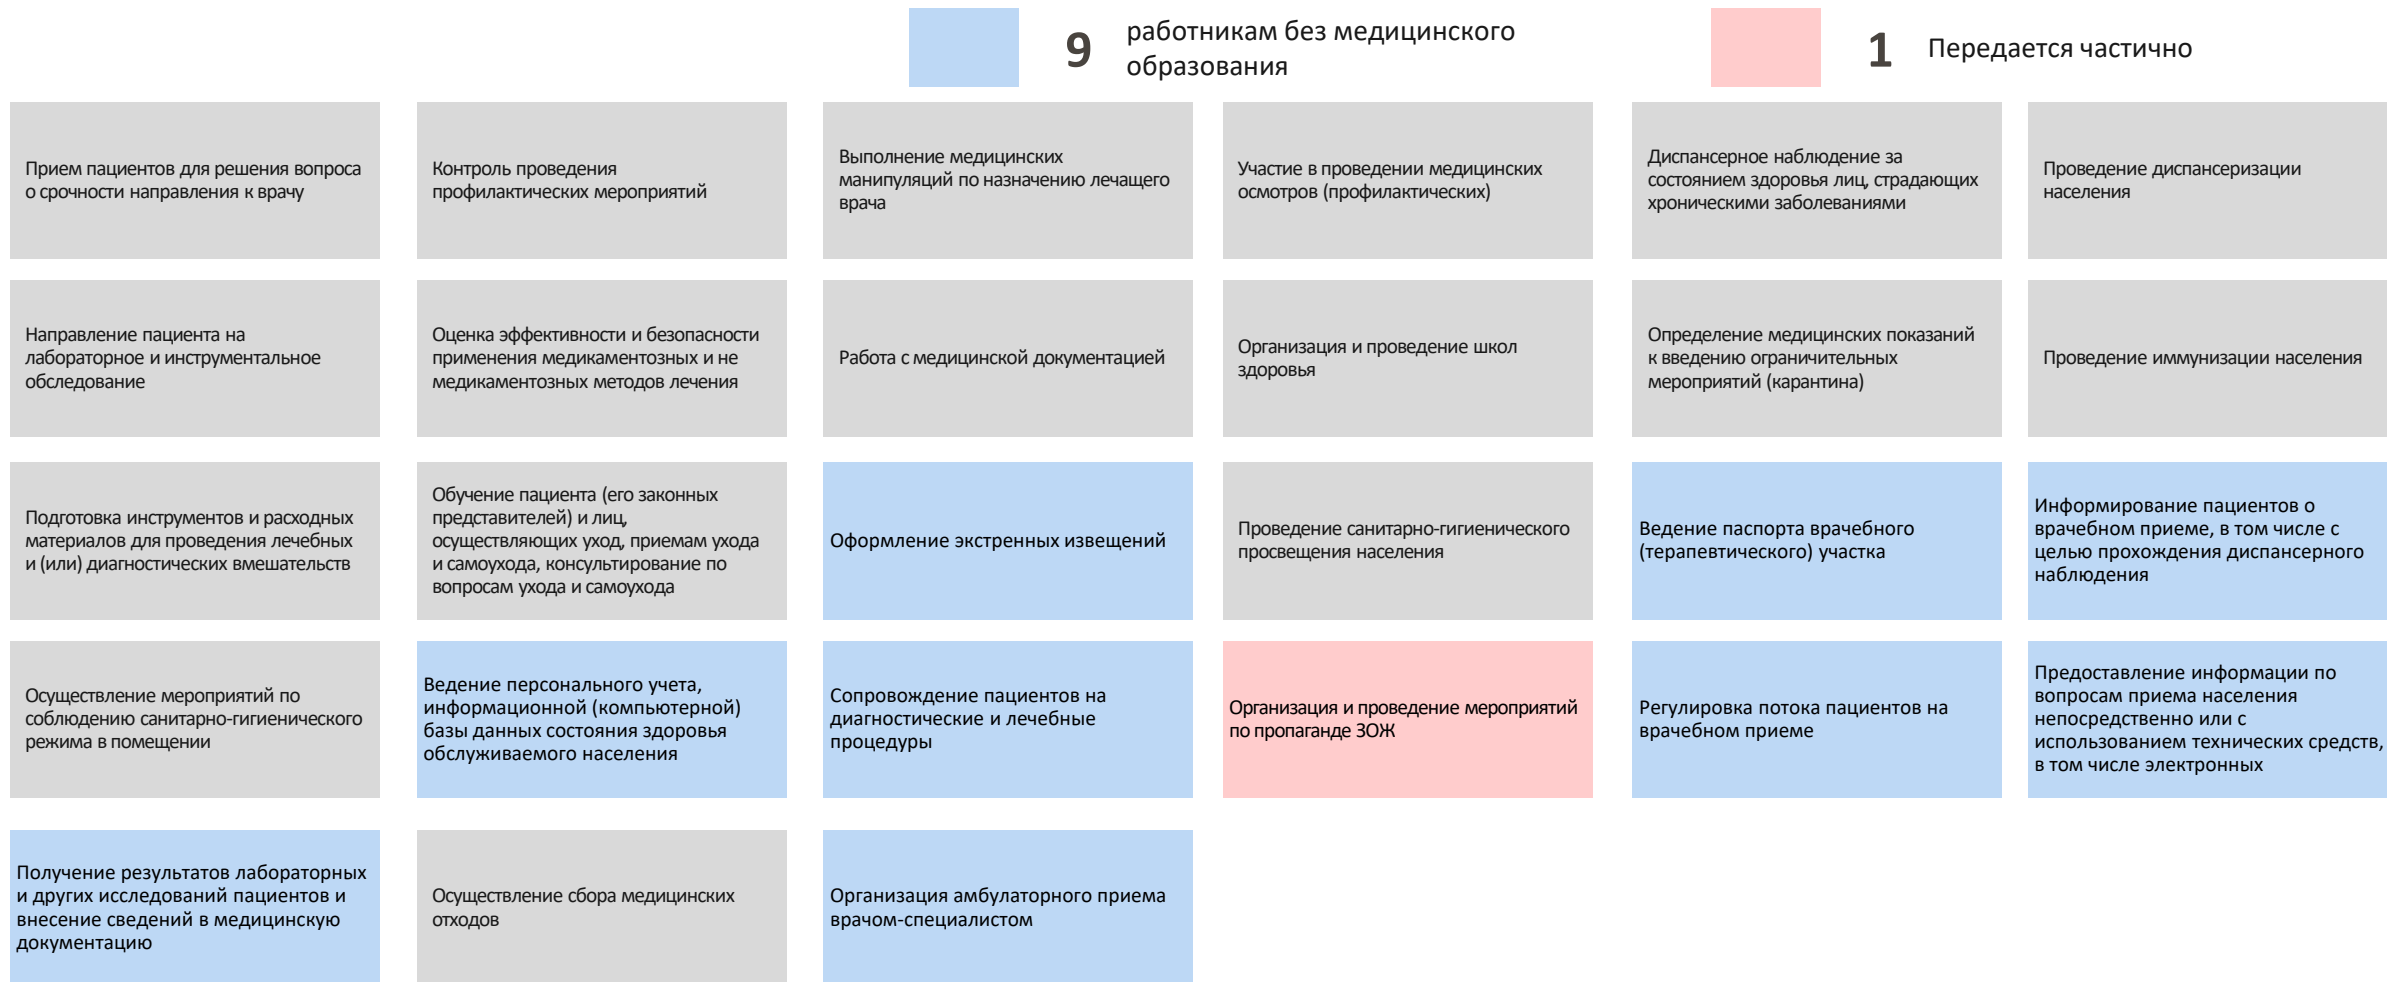 9
работникам без медицинского
образования
1
Передается частично
Прием пациентов для решения вопроса
о срочности направления к врачу
Контроль проведения
профилактических мероприятий
Выполнение медицинских
манипуляций по назначению лечащего
врача
Участие в проведении медицинских
осмотров (профилактических)
Диспансерное наблюдение за
состоянием здоровья лиц, страдающих
хроническими заболеваниями
Проведение диспансеризации
населения
Направление пациента на
лабораторное и инструментальное
обследование
Оценка эффективности и безопасности
применения медикаментозных и не
медикаментозных методов лечения
Работа с медицинской документацией
Организация и проведение школ
здоровья
Определение медицинских показаний
к введению ограничительных
мероприятий (карантина)
Проведение иммунизации населения
Подготовка инструментов и расходных
материалов для проведения лечебных
и (или) диагностических вмешательств
Обучение пациента (его законных
представителей) и лиц,
осуществляющих уход, приемам ухода
и самоухода, консультирование по
вопросам ухода и самоухода
Оформление экстренных извещений
Проведение санитарно-гигиенического
просвещения населения
Ведение паспорта врачебного
(терапевтического) участка
Информирование пациентов о
врачебном приеме, в том числе с
целью прохождения диспансерного
наблюдения
Осуществление мероприятий по
соблюдению санитарно-гигиенического
режима в помещении
Ведение персонального учета,
информационной (компьютерной)
базы данных состояния здоровья
обслуживаемого населения
Сопровождение пациентов на
диагностические и лечебные
процедуры
Организация и проведение мероприятий
по пропаганде ЗОЖ
Регулировка потока пациентов на
врачебном приеме
Предоставление информации по
вопросам приема населения
непосредственно или с
использованием технических средств,
в том числе электронных
Получение результатов лабораторных
и других исследований пациентов и
внесение сведений в медицинскую
документацию
Осуществление сбора медицинских
отходов
Организация амбулаторного приема
врачом-специалистом